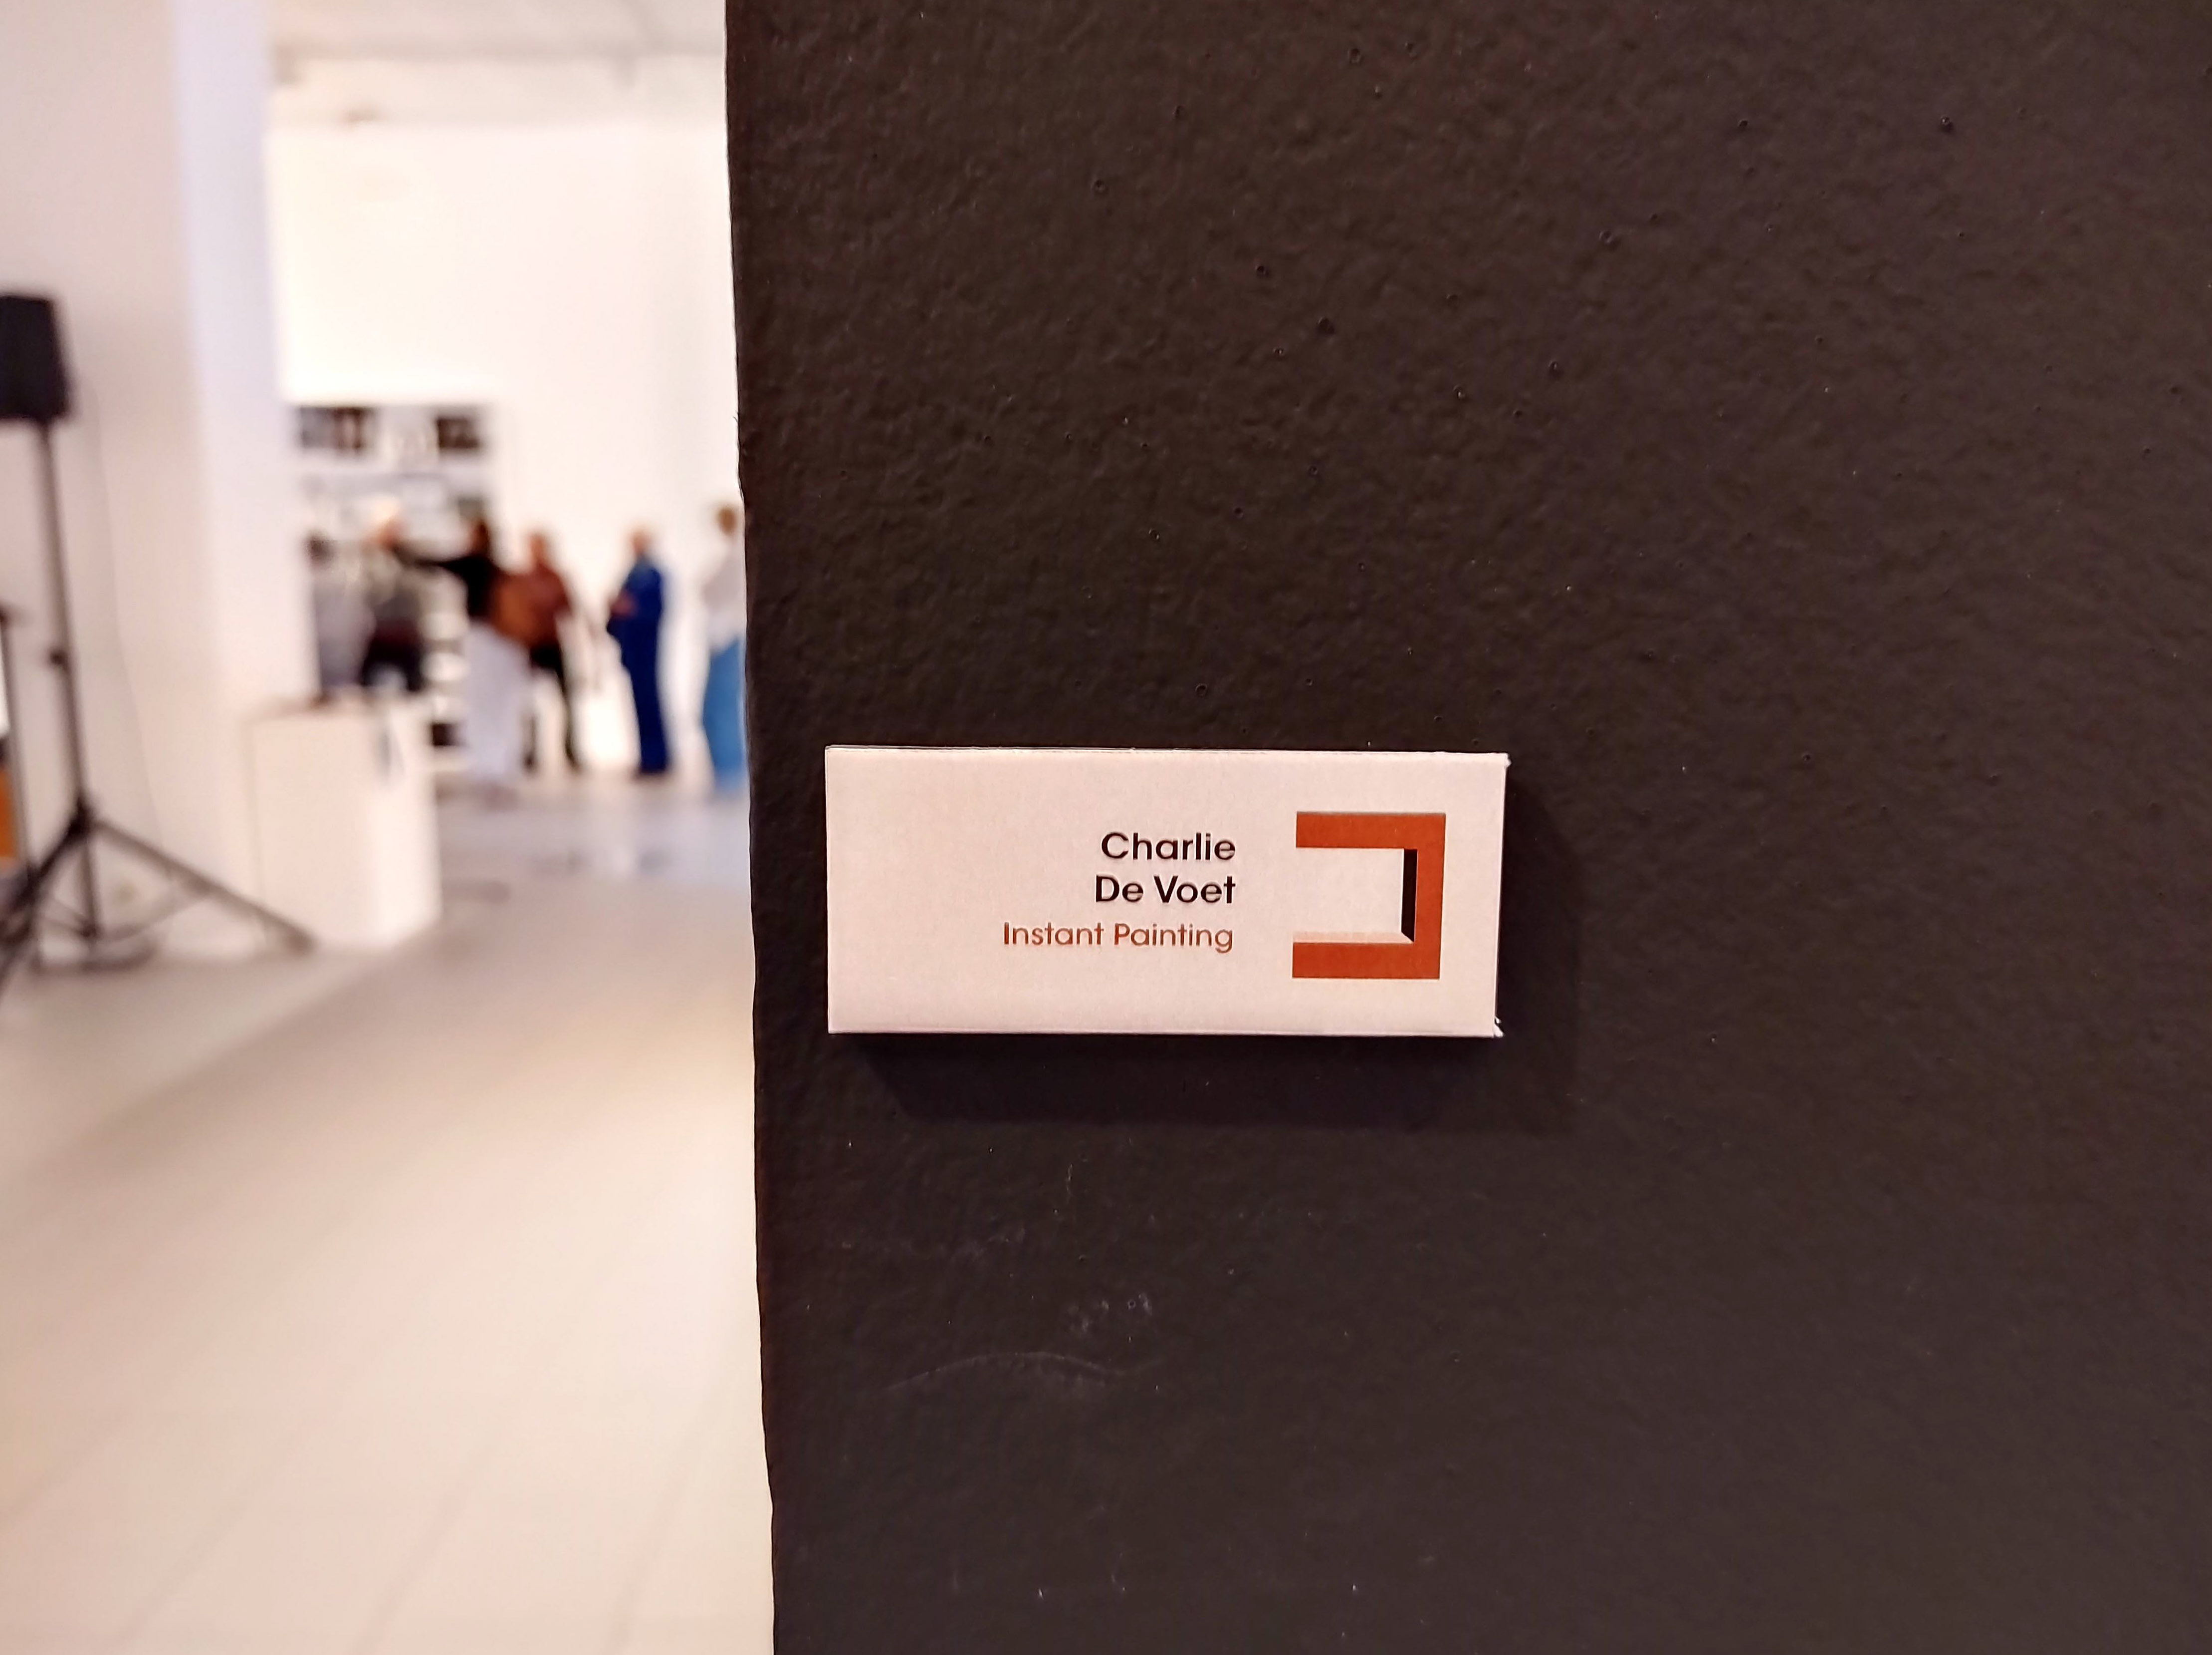 Charlie
De Voet
Instant Painting